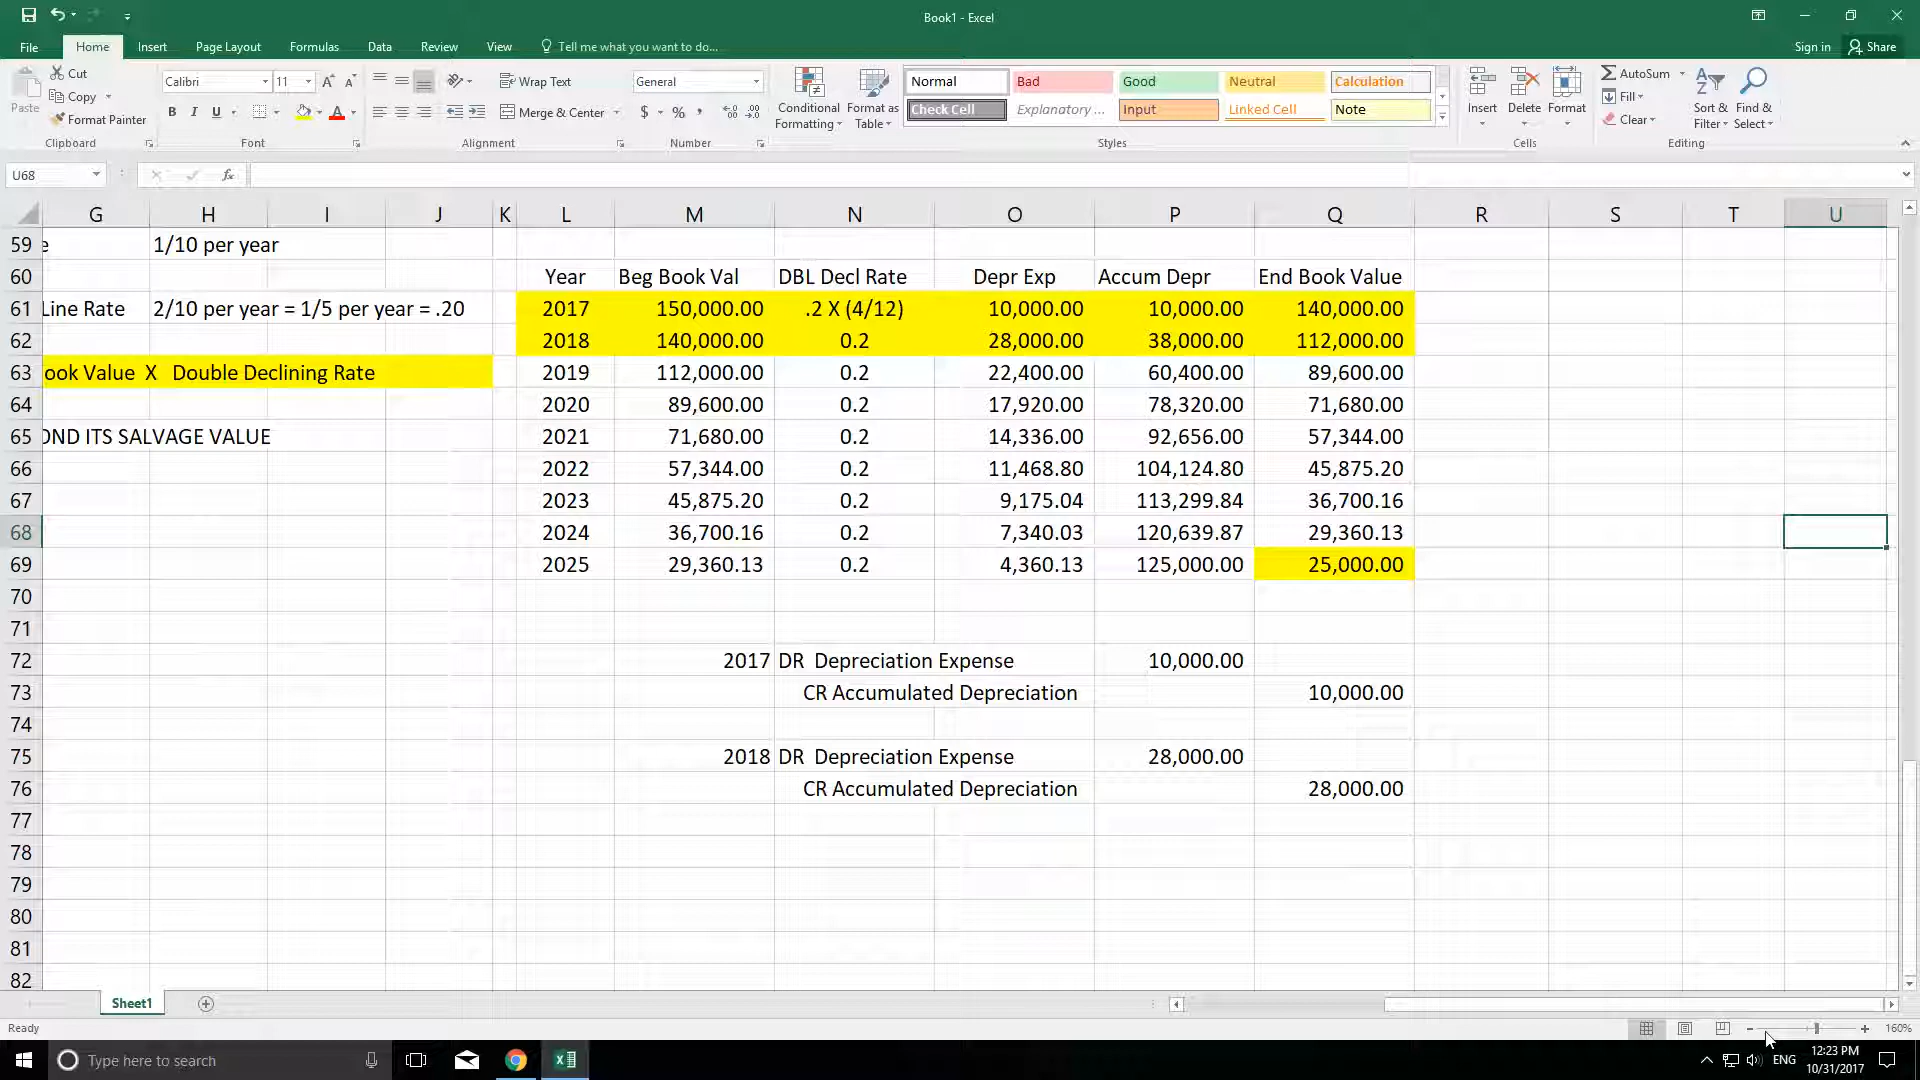 Book1 - Excel
File Home Insert Page Layout Formulas Data Review View Tell me what you want to do... Sign in Share
Paste Cut
Copy
Format Painter
Clipboard
Calibri 11
B I U
Font
Wrap Text
Merge & Center
Alignment
General
$ % ,
Number
Conditional Formatting
Format as Table
Normal Bad Good Neutral Calculation
Check Cell Explanatory ... Input Linked Cell Note
Styles
Insert Delete Format
Cells
AutoSum
Fill
Clear
Sort & Filter
Find & Select
Editing
U68 fx
G H I J K L M N O P Q R S T U
59 e 1/10 per year
60 Year Beg Book Val DBL Decl Rate Depr Exp Accum Depr End Book Value
61 Line Rate 2/10 per year = 1/5 per year = .20 2017 150,000.00 .2 X (4/12) 10,000.00 10,000.00 140,000.00
62 2018 140,000.00 0.2 28,000.00 38,000.00 112,000.00
63 ook Value X Double Declining Rate 2019 112,000.00 0.2 22,400.00 60,400.00 89,600.00
64 2020 89,600.00 0.2 17,920.00 78,320.00 71,680.00
65 OND ITS SALVAGE VALUE 2021 71,680.00 0.2 14,336.00 92,656.00 57,344.00
66 2022 57,344.00 0.2 11,468.80 104,124.80 45,875.20
67 2023 45,875.20 0.2 9,175.04 113,299.84 36,700.16
68 2024 36,700.16 0.2 7,340.03 120,639.87 29,360.13
69 2025 29,360.13 0.2 4,360.13 125,000.00 25,000.00
70
71
72 2017 DR Depreciation Expense 10,000.00
73 CR Accumulated Depreciation 10,000.00
74
75 2018 DR Depreciation Expense 28,000.00
76 CR Accumulated Depreciation 28,000.00
77
78
79
80
81
82
Sheet1
Ready 160%
Type here to search ENG 12:23 PM
10/31/2017